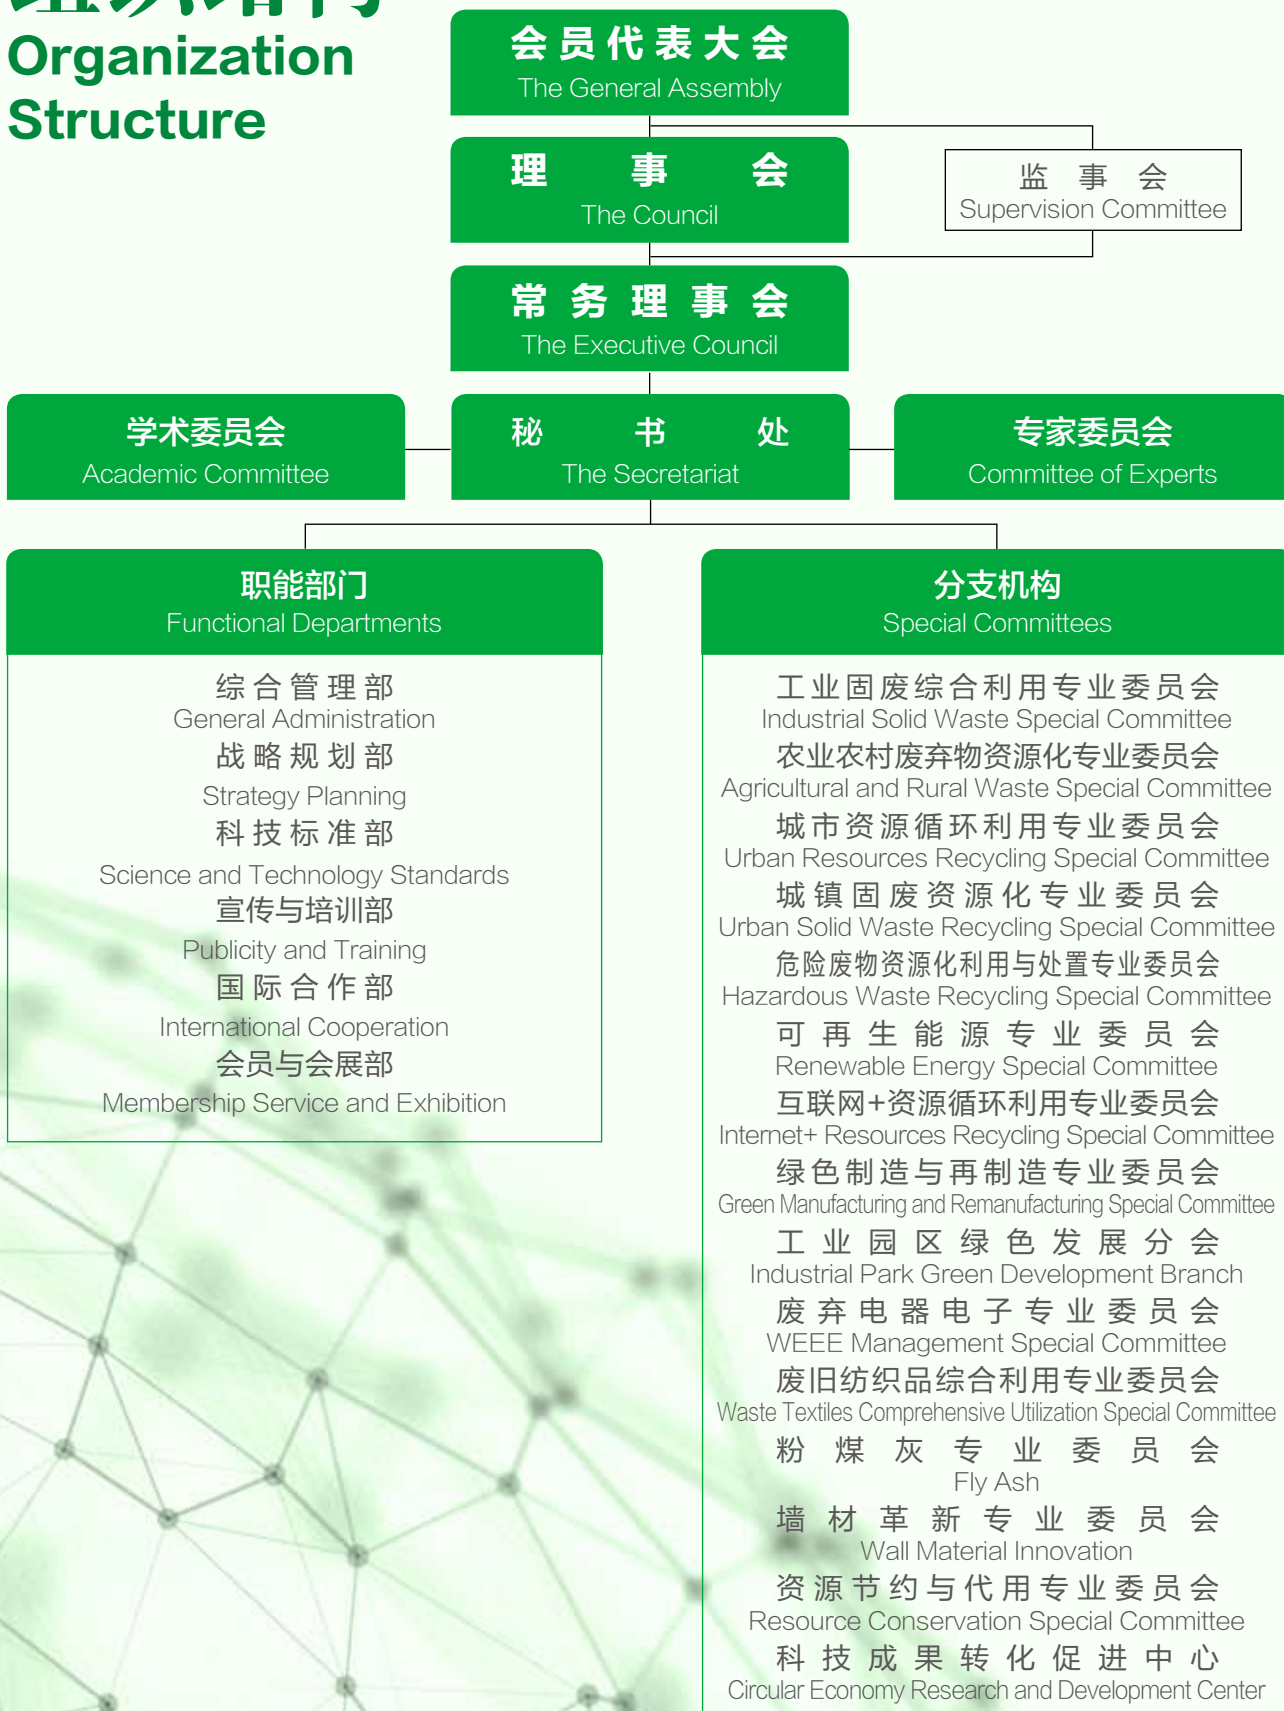 组织结构
Organization
Structure
会员代表大会
The General Assembly
理事会
The Council
监事会
Supervision Committee
常务理事会
The Executive Council
学术委员会
Academic Committee
秘书处
The Secretariat
专家委员会
Committee of Experts
职能部门
Functional Departments
综合管理部
General Administration
战略规划部
Strategy Planning
科技标准部
Science and Technology Standards
宣传与培训部
Publicity and Training
国际合作部
International Cooperation
会员与会展部
Membership Service and Exhibition
分支机构
Special Committees
工业固废综合利用专业委员会
Industrial Solid Waste Special Committee
农业农村废弃物资源化专业委员会
Agricultural and Rural Waste Special Committee
城市资源循环利用专业委员会
Urban Resources Recycling Special Committee
城镇固废资源化专业委员会
Urban Solid Waste Recycling Special Committee
危险废物资源化利用与处置专业委员会
Hazardous Waste Recycling Special Committee
可再生能源专业委员会
Renewable Energy Special Committee
互联网+资源循环利用专业委员会
Internet+ Resources Recycling Special Committee
绿色制造与再制造专业委员会
Green Manufacturing and Remanufacturing Special Committee
工业园区绿色发展分会
Industrial Park Green Development Branch
废弃电器电子专业委员会
WEEE Management Special Committee
废旧纺织品综合利用专业委员会
Waste Textiles Comprehensive Utilization Special Committee
粉煤灰专业委员会
Fly Ash
墙材革新专业委员会
Wall Material Innovation
资源节约与代用专业委员会
Resource Conservation Special Committee
科技成果转化促进中心
Circular Economy Research and Development Center